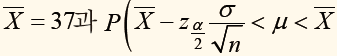 X̄ = 37과 P(X̄ - z_{α/2} σ/√n < μ < X̄